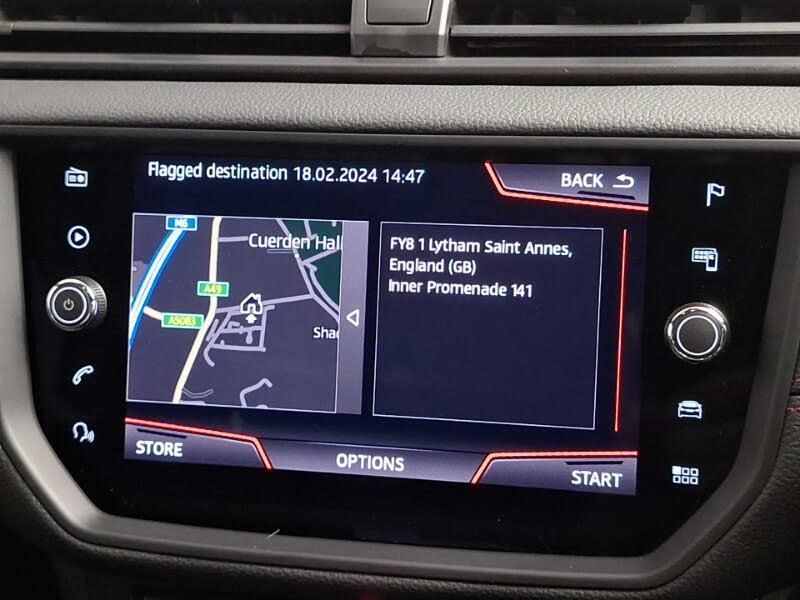 Flagged destination 18.02.2024 14:47
BACK
M6
Cuerden Hall
A49
A5083
Sha
FY8 1 Lytham Saint Annes,
England (GB)
Inner Promenade 141
STORE
OPTIONS
START